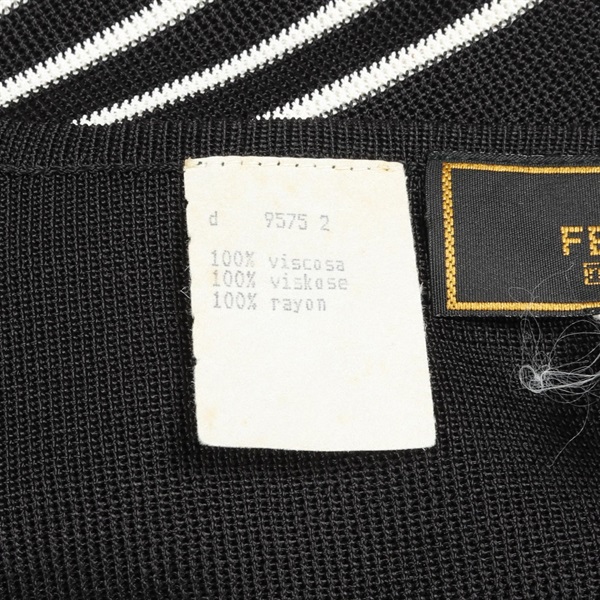 d 9575 2
100% viscosa
100% viskose
100% rayon